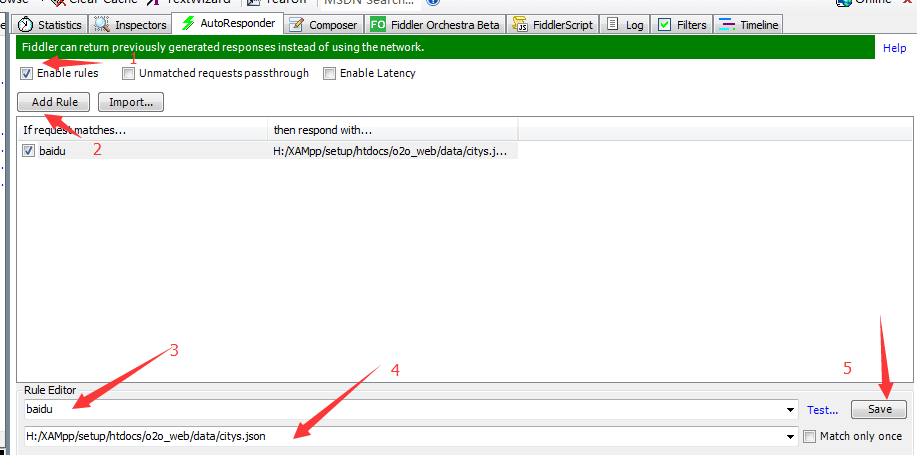 Clear Cache TextWizard Tearoff MSDN Search... Online
Statistics Inspectors AutoResponder Composer FO Fiddler Orchestra Beta FiddlerScript Log Filters Timeline
Fiddler can return previously generated responses instead of using the network. Help
1
Enable rules Unmatched requests passthrough Enable Latency
Add Rule Import...
If request matches... then respond with...
2
baidu H:/XAMpp/setup/htdocs/o2o_web/data/citys.j...
3 4 5
Rule Editor
baidu Test... Save
H:/XAMpp/setup/htdocs/o2o_web/data/citys.json Match only once